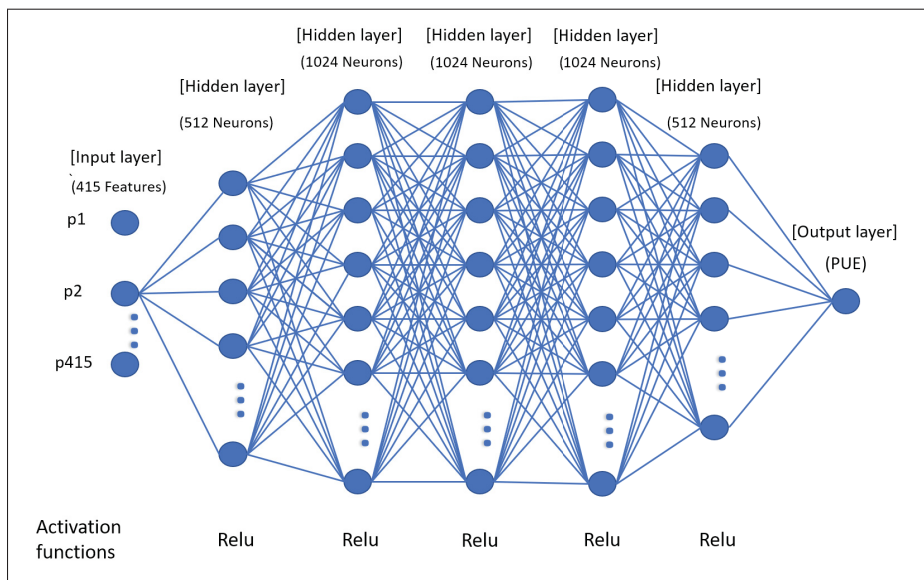 [Hidden layer] [Hidden layer] [Hidden layer]
(1024 Neurons) (1024 Neurons) (1024 Neurons)
[Hidden layer] [Hidden layer]
(512 Neurons) (512 Neurons)
[Input layer]
`(415 Features)
p1
[Output layer]
(PUE)
p2
p415
Activation
functions
Relu Relu Relu Relu Relu